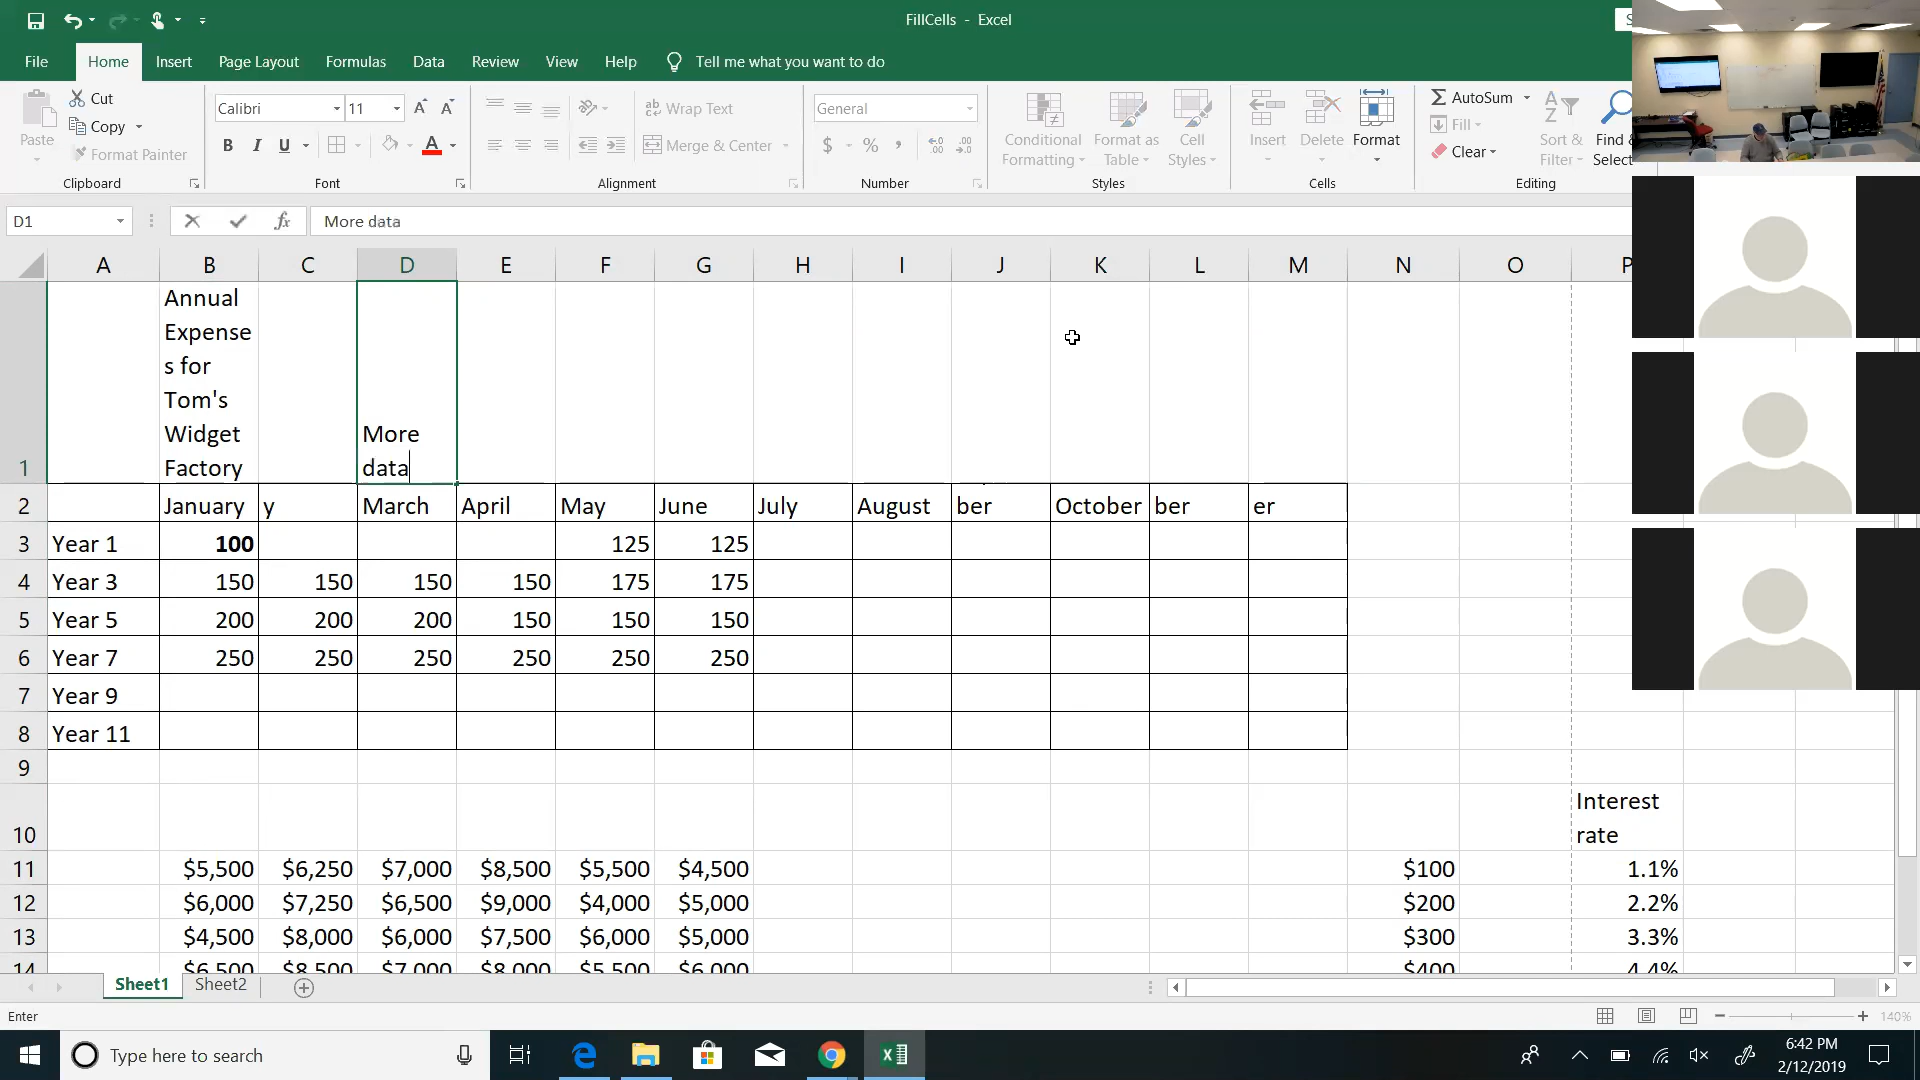 FillCells - Excel
File Home Insert Page Layout Formulas Data Review View Help Tell me what you want to do
Paste
Cut
Copy
Format Painter
Clipboard
Calibri 11 A A
B I U A
Font
ab Wrap Text
Merge & Center
Alignment
General
$ % ,
Number
Conditional Formatting
Format as Table
Cell Styles
Styles
Insert Delete Format
Cells
AutoSum
Fill
Clear
Sort & Filter
Find &
Select
Editing
D1 fx More data
A B C D E F G H I J K L M N O P
1
Annual
Expense
s for
Tom's
Widget
Factory
More
data
2 January y March April May June July August ber October ber er
3 Year 1 100 125 125
4 Year 3 150 150 150 150 175 175
5 Year 5 200 200 200 150 150 150
6 Year 7 250 250 250 250 250 250
7 Year 9
8 Year 11
9
10 Interest
rate
11 $5,500 $6,250 $7,000 $8,500 $5,500 $4,500 $100 1.1%
12 $6,000 $7,250 $6,500 $9,000 $4,000 $5,000 $200 2.2%
13 $4,500 $8,000 $6,000 $7,500 $6,000 $5,000 $300 3.3%
14 $6,500 $8,500 $7,000 $8,000 $5,500 $6,000 $400 4.4%
Sheet1 Sheet2
Enter 140%
Type here to search
6:42 PM
2/12/2019